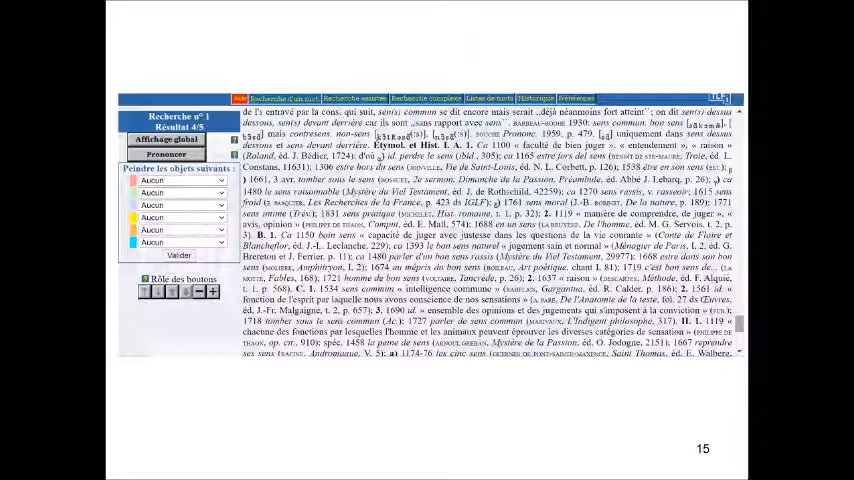 Aide Recherche d'un mot Recherche assistée Recherche complexe Listes de mots Historique Préférences TLF
Recherche n° 1
Résultat 4/5
Affichage global
Prononcer
Peindre les objets suivants :
Aucun
Aucun
Aucun
Aucun
Aucun
Aucun
Valider
Rôle des boutons
de l's entravé par la cons. qui suit, sen(s) commun se dit encore mais serait ,,déjà néanmoins fort atteint``; on dit sen(s) dessus
dessous, sen(s) devant derrière car ils sont ,,sans rapport avec sens``. BARBEAU-RODHE 1930: sens commun, bon sens
mais contresens, non-sens BOUCHE Prononc. 1959, p. 479, uniquement dans sens dessus
dessous et sens devant derrière. Étymol. et Hist. I. A. 1. Ca 1100 « faculté de bien juger », « entendement », « raison »
(Roland, éd. J. Bédier, 1724); d'où a) id. perdre le sens (ibid., 305); ca 1165 estre fors del sens (BENOIT DE STE-MAURE, Troie, éd. L.
Constans, 11631); 1306 estre hors du sens (JOINVILLE, Vie de Saint-Louis, éd. N. L. Corbett, p. 126); 1538 être en son sens (EST.);
) 1661, 3 avr. tomber sous le sens (BOSSUET, 2e sermon, Dimanche de la Passion, Préambule, éd. Abbé J. Lebarq, p. 26); ca
1480 le sens raisonnable (Mystère du Viel Testament, éd. J. de Rothschild, 42259); ca 1270 sens rassis, v. rasseoir; 1615 sens
froid (E. PASQUIER, Les Recherches de la France, p. 423 ds IGLF); 1761 sens moral (J.-B. ROBINET, De la nature, p. 189); 1771
sens intime (Trév.); 1831 sens pratique (MICHELET, Hist. romaine, t. 1, p. 32); 2. 1119 « manière de comprendre, de juger », «
avis, opinion » (PHILIPPE DE THAON, Comput, éd. E. Mall, 574); 1688 en un sens (LA BRUYÈRE, De l'homme, éd. M. G. Servois, t. 2, p.
3). B. 1. Ca 1150 boin sens « capacité de juger avec justesse dans les questions de la vie courante » (Conte de Floire et
Blancheflor, éd. J.-L. Leclanche, 229); ca 1393 le bon sens naturel « jugement sain et normal » (Ménagier de Paris, I, 2, éd. G.
Brereton et J. Ferrier, p. 11); ca 1480 parler d'un bon sens rassis (Mystère du Viel Testament, 29977); 1668 estre dans son bon
sens (MOLIÈRE, Amphitryon, I, 2); 1674 au mépris du bon sens (BOILEAU, Art poétique, chant I, 81); 1719 c'est bon sens de... (LA
MOTTE, Fables, 168); 1721 homme de bon sens (VOLTAIRE, Tancrède, p. 26); 2. 1637 « raison » (DESCARTES, Méthode, éd. F. Alquié,
t. 1, p. 568). C. 1. 1534 sens commun « intelligence commune » (RABELAIS, Gargantua, éd. R. Calder, p. 186); 2. 1561 id. «
fonction de l'esprit par laquelle nous avons conscience de nos sensations » (A. PARÉ, De l'Anatomie de la teste, fol. 27 ds Œuvres,
éd. J.-Fr. Malgaigne, t. 2, p. 657); 3. 1690 id. « ensemble des opinions et des jugements qui s'imposent à la conviction » (FUR.);
1718 tomber sous le sens commun (Ac.); 1727 parler de sens commun (MARIVAUX, L'Indigent philosophe, 317). II. 1. 1119 «
chacune des fonctions par lesquelles l'homme et les animaux peuvent éprouver les diverses catégories de sensation » (PHILIPPE DE
THAON, op. cit., 910); spéc. 1458 la peine de sens (ARNOUL GREBAN, Mystère de la Passion, éd. O. Jodogne, 2151); 1667 reprendre
ses sens (RACINE, Andromaque, V, 5); a) 1174-76 les cinc sens (GUERNES DE PONT-SAINTE-MAXENCE, Saint Thomas, éd. E. Walberg,
15